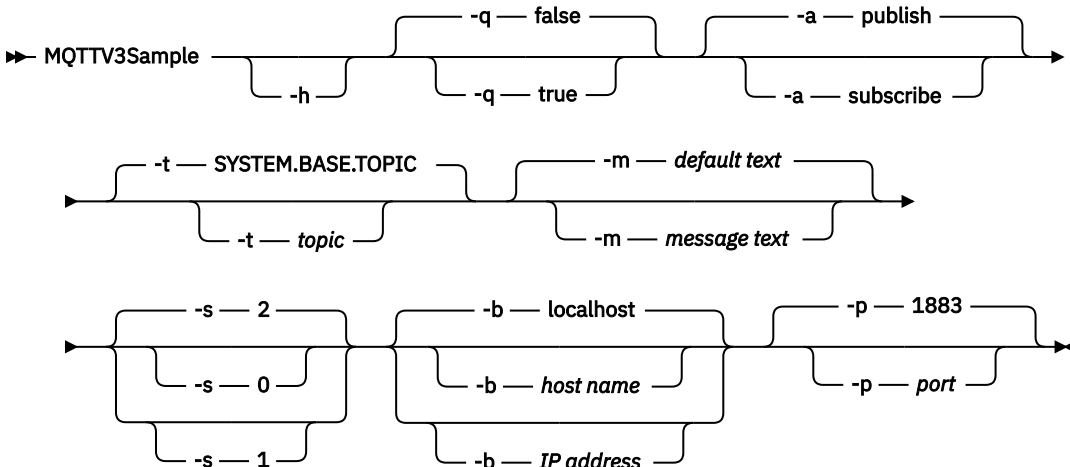 -q false -a publish
MQTTV3Sample
-h -q true -a subscribe
-t SYSTEM.BASE.TOPIC -m default text
-t topic -m message text
-s 2 -b localhost -p 1883
-s 0 -b host name -p port
-s 1 -b IP address